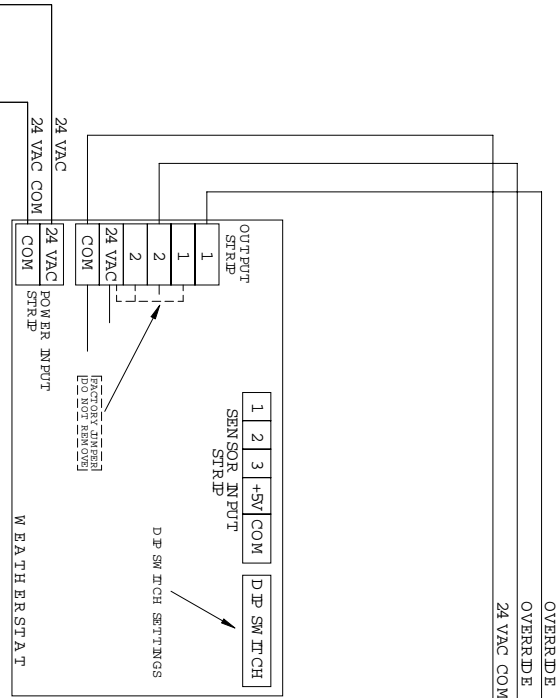 OVERRIDE
OVERRIDE
24 VAC COM
24 VAC
24 VAC COM
OUTPUT
STRIP
1
1
2
2
24 VAC
COM
24 VAC
COM
POWER INPUT
STRIP
FACTORY JUMPER
DO NOT REMOVE
1
2
3
+5V
COM
SENSOR INPUT
STRIP
DIP SWITCH
DIP SWITCH SETTINGS
WEATHERSTAT